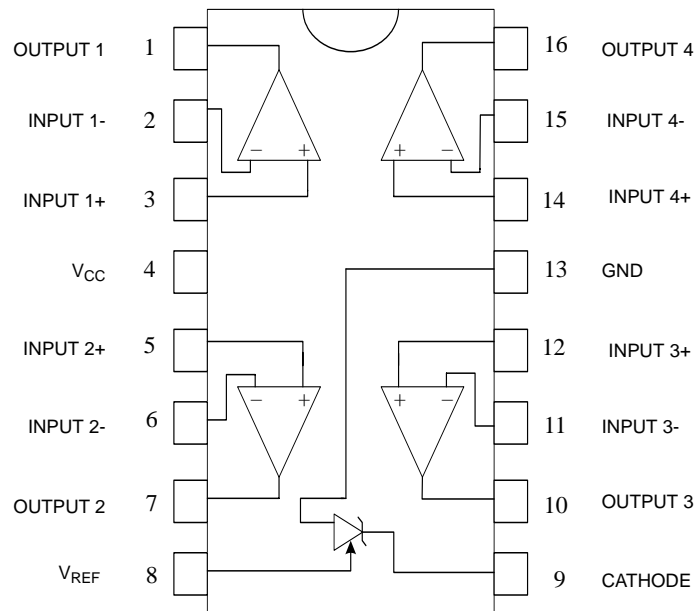 OUTPUT 1 1 16 OUTPUT 4
INPUT 1- 2 15 INPUT 4-
− + + −
INPUT 1+ 3 14 INPUT 4+
VCC 4 13 GND
INPUT 2+ 5 12 INPUT 3+
− + + −
INPUT 2- 6 11 INPUT 3-
OUTPUT 2 7 10 OUTPUT 3
VREF 8 9 CATHODE